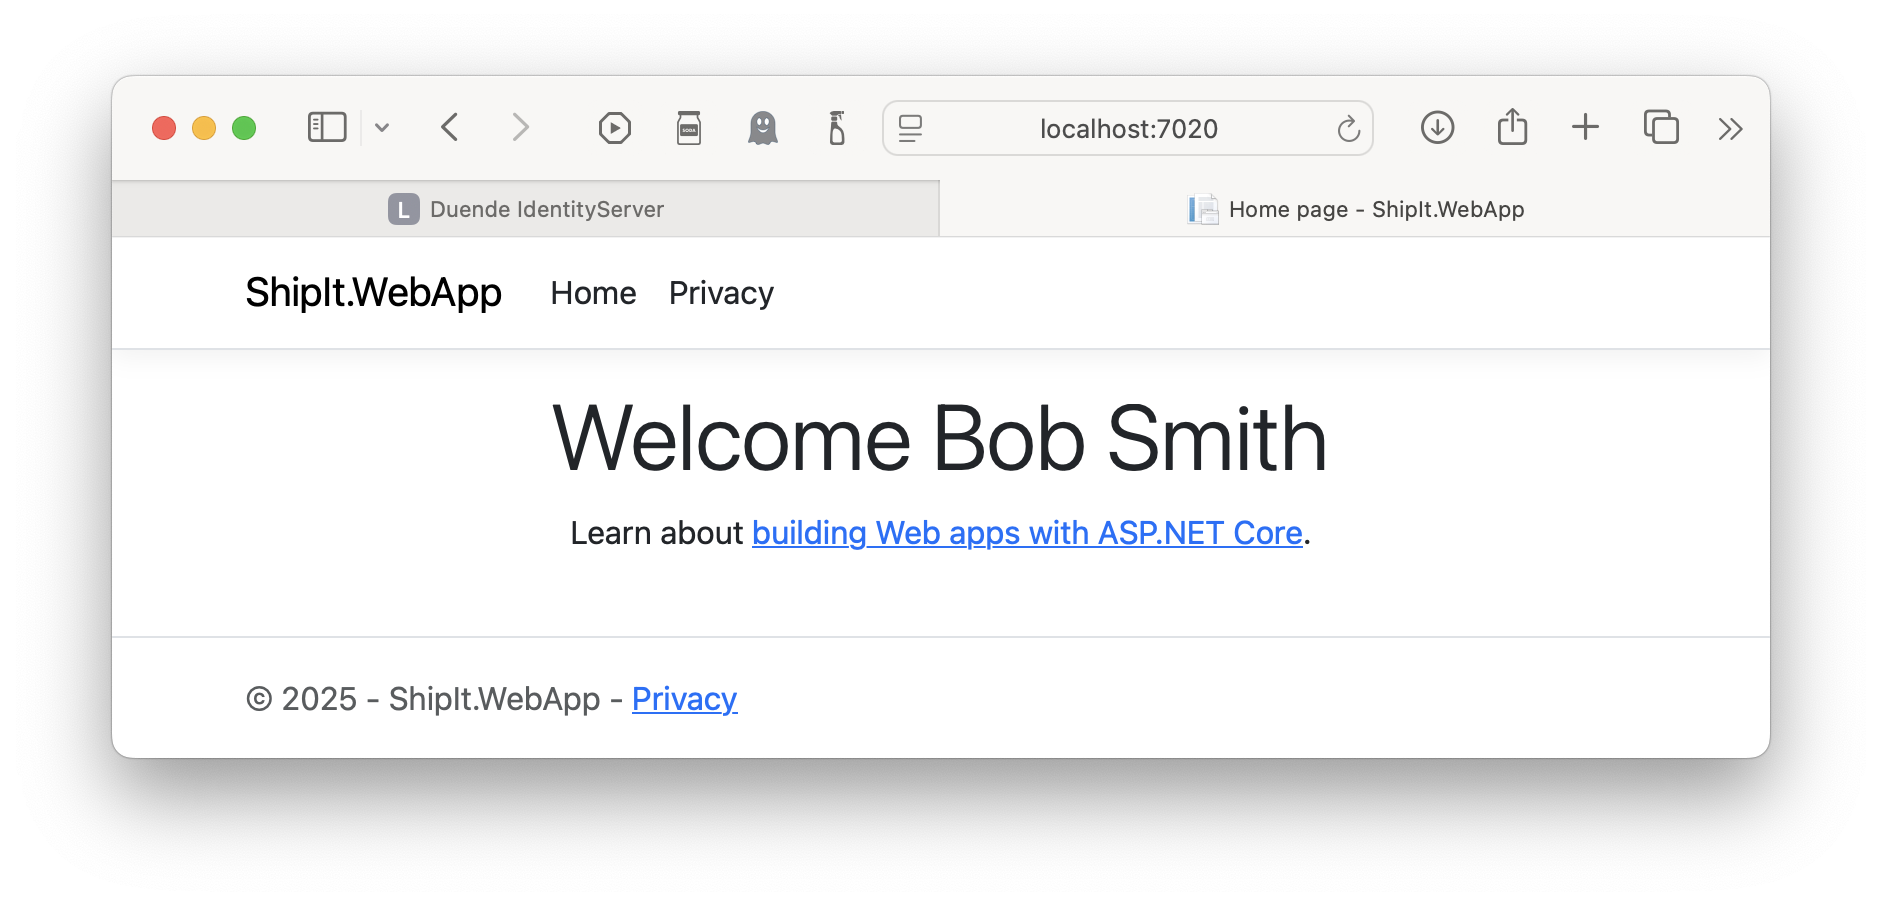 localhost:7020
L Duende IdentityServer
Home page - ShipIt.WebApp
ShipIt.WebApp Home Privacy
Welcome Bob Smith
Learn about building Web apps with ASP.NET Core.
© 2025 - ShipIt.WebApp - Privacy